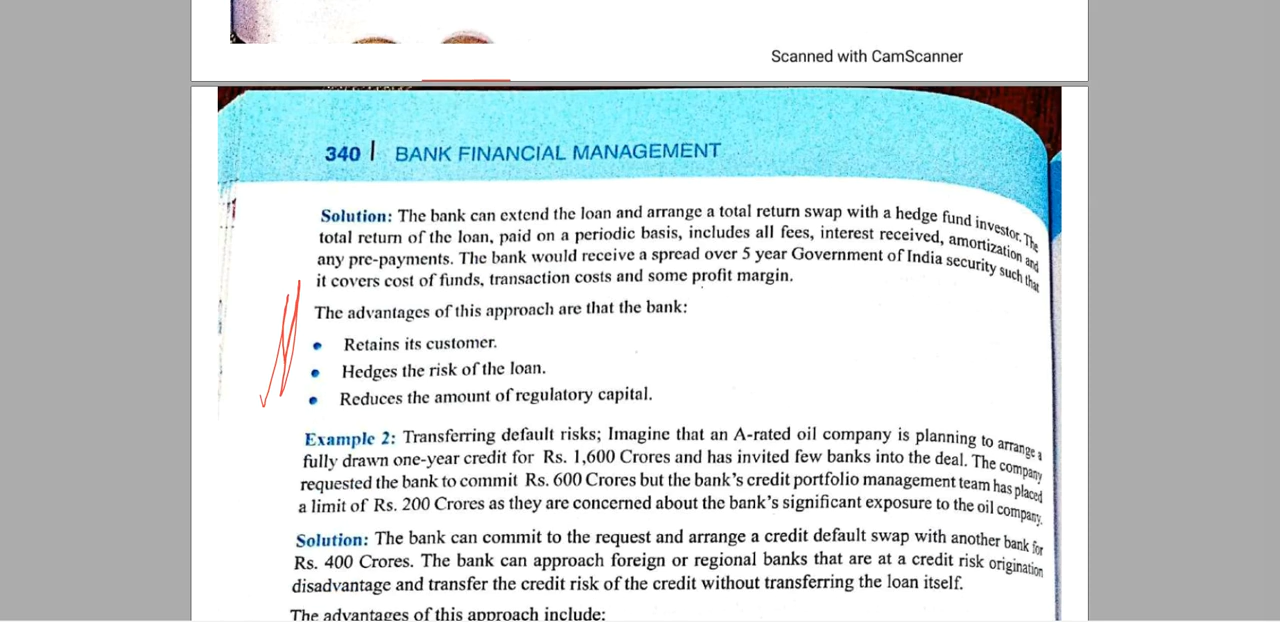 Scanned with CamScanner
340 | BANK FINANCIAL MANAGEMENT
Solution: The bank can extend the loan and arrange a total return swap with a hedge fund investor. The
total return of the loan, paid on a periodic basis, includes all fees, interest received, amortization and
any pre-payments. The bank would receive a spread over 5 year Government of India security such that
it covers cost of funds, transaction costs and some profit margin.
The advantages of this approach are that the bank:
• Retains its customer.
• Hedges the risk of the loan.
• Reduces the amount of regulatory capital.
Example 2: Transferring default risks; Imagine that an A-rated oil company is planning to arrange a
fully drawn one-year credit for Rs. 1,600 Crores and has invited few banks into the deal. The company
requested the bank to commit Rs. 600 Crores but the bank's credit portfolio management team has placed
a limit of Rs. 200 Crores as they are concerned about the bank's significant exposure to the oil company.
Solution: The bank can commit to the request and arrange a credit default swap with another bank for
Rs. 400 Crores. The bank can approach foreign or regional banks that are at a credit risk origination
disadvantage and transfer the credit risk of the credit without transferring the loan itself.
The advantages of this approach include: